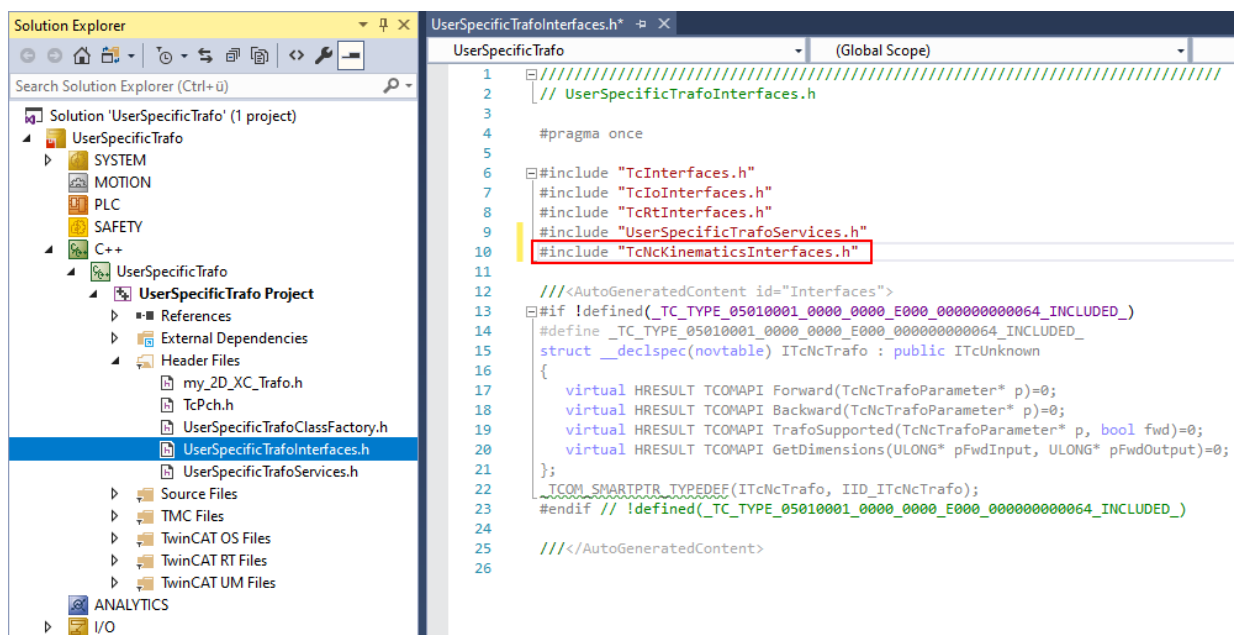 Solution Explorer
Search Solution Explorer (Ctrl+ü)
Solution 'UserSpecificTrafo' (1 project)
UserSpecificTrafo
SYSTEM
MOTION
PLC
SAFETY
C++
UserSpecificTrafo
UserSpecificTrafo Project
References
External Dependencies
Header Files
my_2D_XC_Trafo.h
TcPch.h
UserSpecificTrafoClassFactory.h
UserSpecificTrafoInterfaces.h
UserSpecificTrafoServices.h
Source Files
TMC Files
TwinCAT OS Files
TwinCAT RT Files
TwinCAT UM Files
ANALYTICS
I/O
UserSpecificTrafoInterfaces.h*
UserSpecificTrafo (Global Scope)
1 ///////////////////////////////////////////////////////////////////////////////
2 // UserSpecificTrafoInterfaces.h
3
4 #pragma once
5
6 #include "TcInterfaces.h"
7 #include "TcIoInterfaces.h"
8 #include "TcRtInterfaces.h"
9 #include "UserSpecificTrafoServices.h"
10 #include "TcNcKinematicsInterfaces.h"
11
12 ///<AutoGeneratedContent id="Interfaces">
13 #if !defined(_TC_TYPE_05010001_0000_0000_E000_000000000064_INCLUDED_)
14 #define _TC_TYPE_05010001_0000_0000_E000_000000000064_INCLUDED_
15 struct __declspec(novtable) ITcNcTrafo : public ITcUnknown
16 {
17 virtual HRESULT TCOMAPI Forward(TcNcTrafoParameter* p)=0;
18 virtual HRESULT TCOMAPI Backward(TcNcTrafoParameter* p)=0;
19 virtual HRESULT TCOMAPI TrafoSupported(TcNcTrafoParameter* p, bool fwd)=0;
20 virtual HRESULT TCOMAPI GetDimensions(ULONG* pFwdInput, ULONG* pFwdOutput)=0;
21 };
22 _TCOM_SMARTPTR_TYPEDEF(ITcNcTrafo, IID_ITcNcTrafo);
23 #endif // !defined(_TC_TYPE_05010001_0000_0000_E000_000000000064_INCLUDED_)
24
25 ///</AutoGeneratedContent>
26